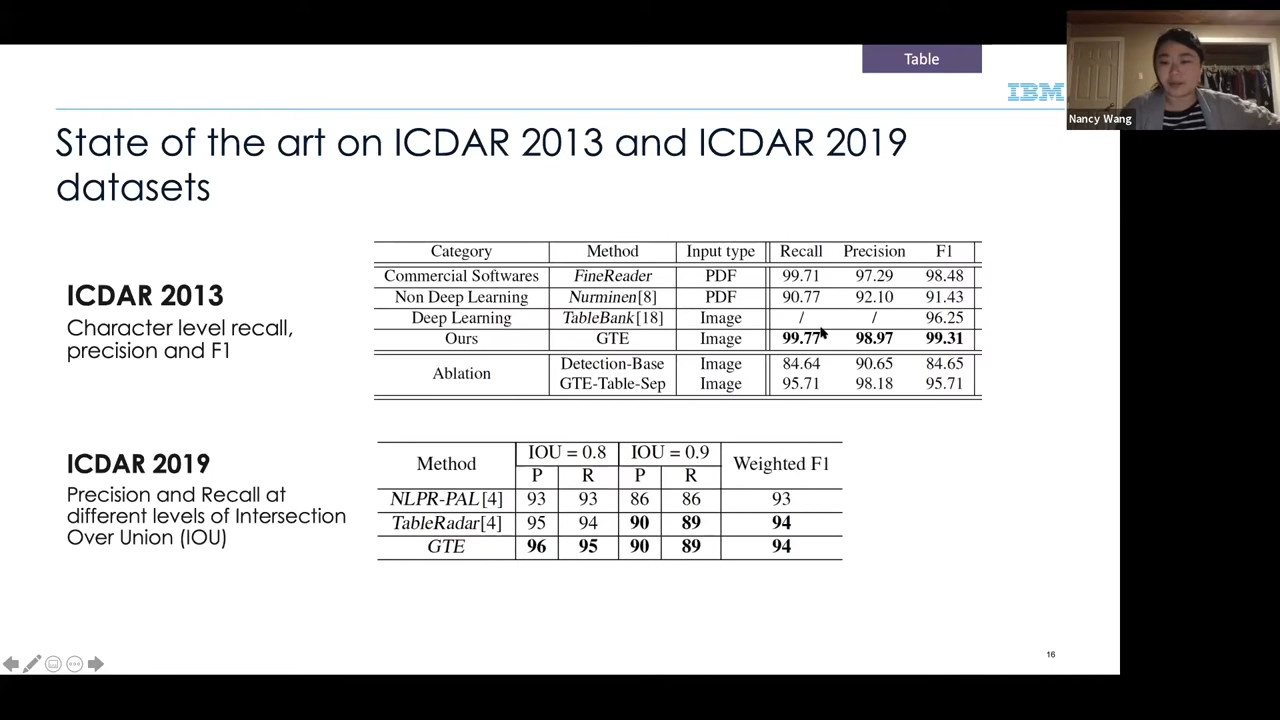 Table
IBM
Nancy Wang
State of the art on ICDAR 2013 and ICDAR 2019
datasets
ICDAR 2013
Character level recall,
precision and F1
Category Method Input type Recall Precision F1
Commercial Softwares FineReader PDF 99.71 97.29 98.48
Non Deep Learning Nurminen[8] PDF 90.77 92.10 91.43
Deep Learning TableBank[18] Image / / 96.25
Ours GTE Image 99.77 98.97 99.31
Ablation Detection-Base Image 84.64 90.65 84.65
GTE-Table-Sep Image 95.71 98.18 95.71
ICDAR 2019
Precision and Recall at
different levels of Intersection
Over Union (IOU)
Method IOU = 0.8 IOU = 0.9 Weighted F1
P R P R
NLPR-PAL[4] 93 93 86 86 93
TableRadar[4] 95 94 90 89 94
GTE 96 95 90 89 94
16